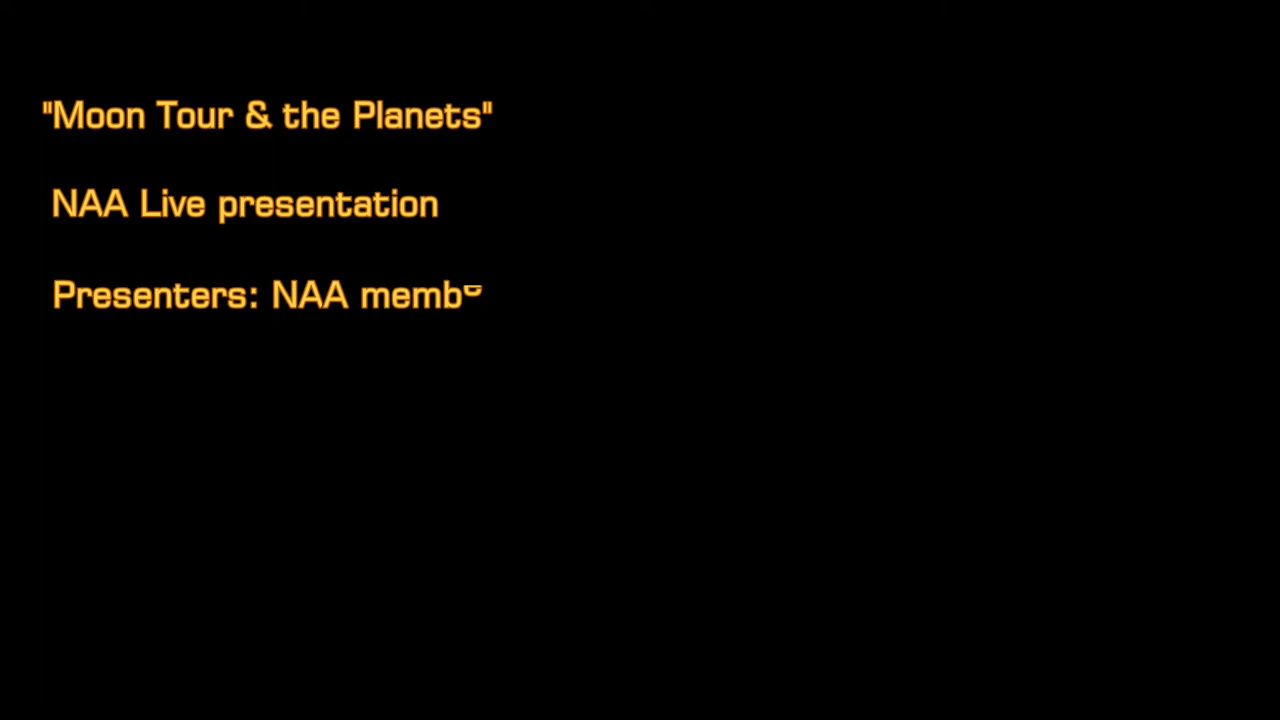 "Moon Tour & the Planets"
NAA Live presentation
Presenters: NAA memb